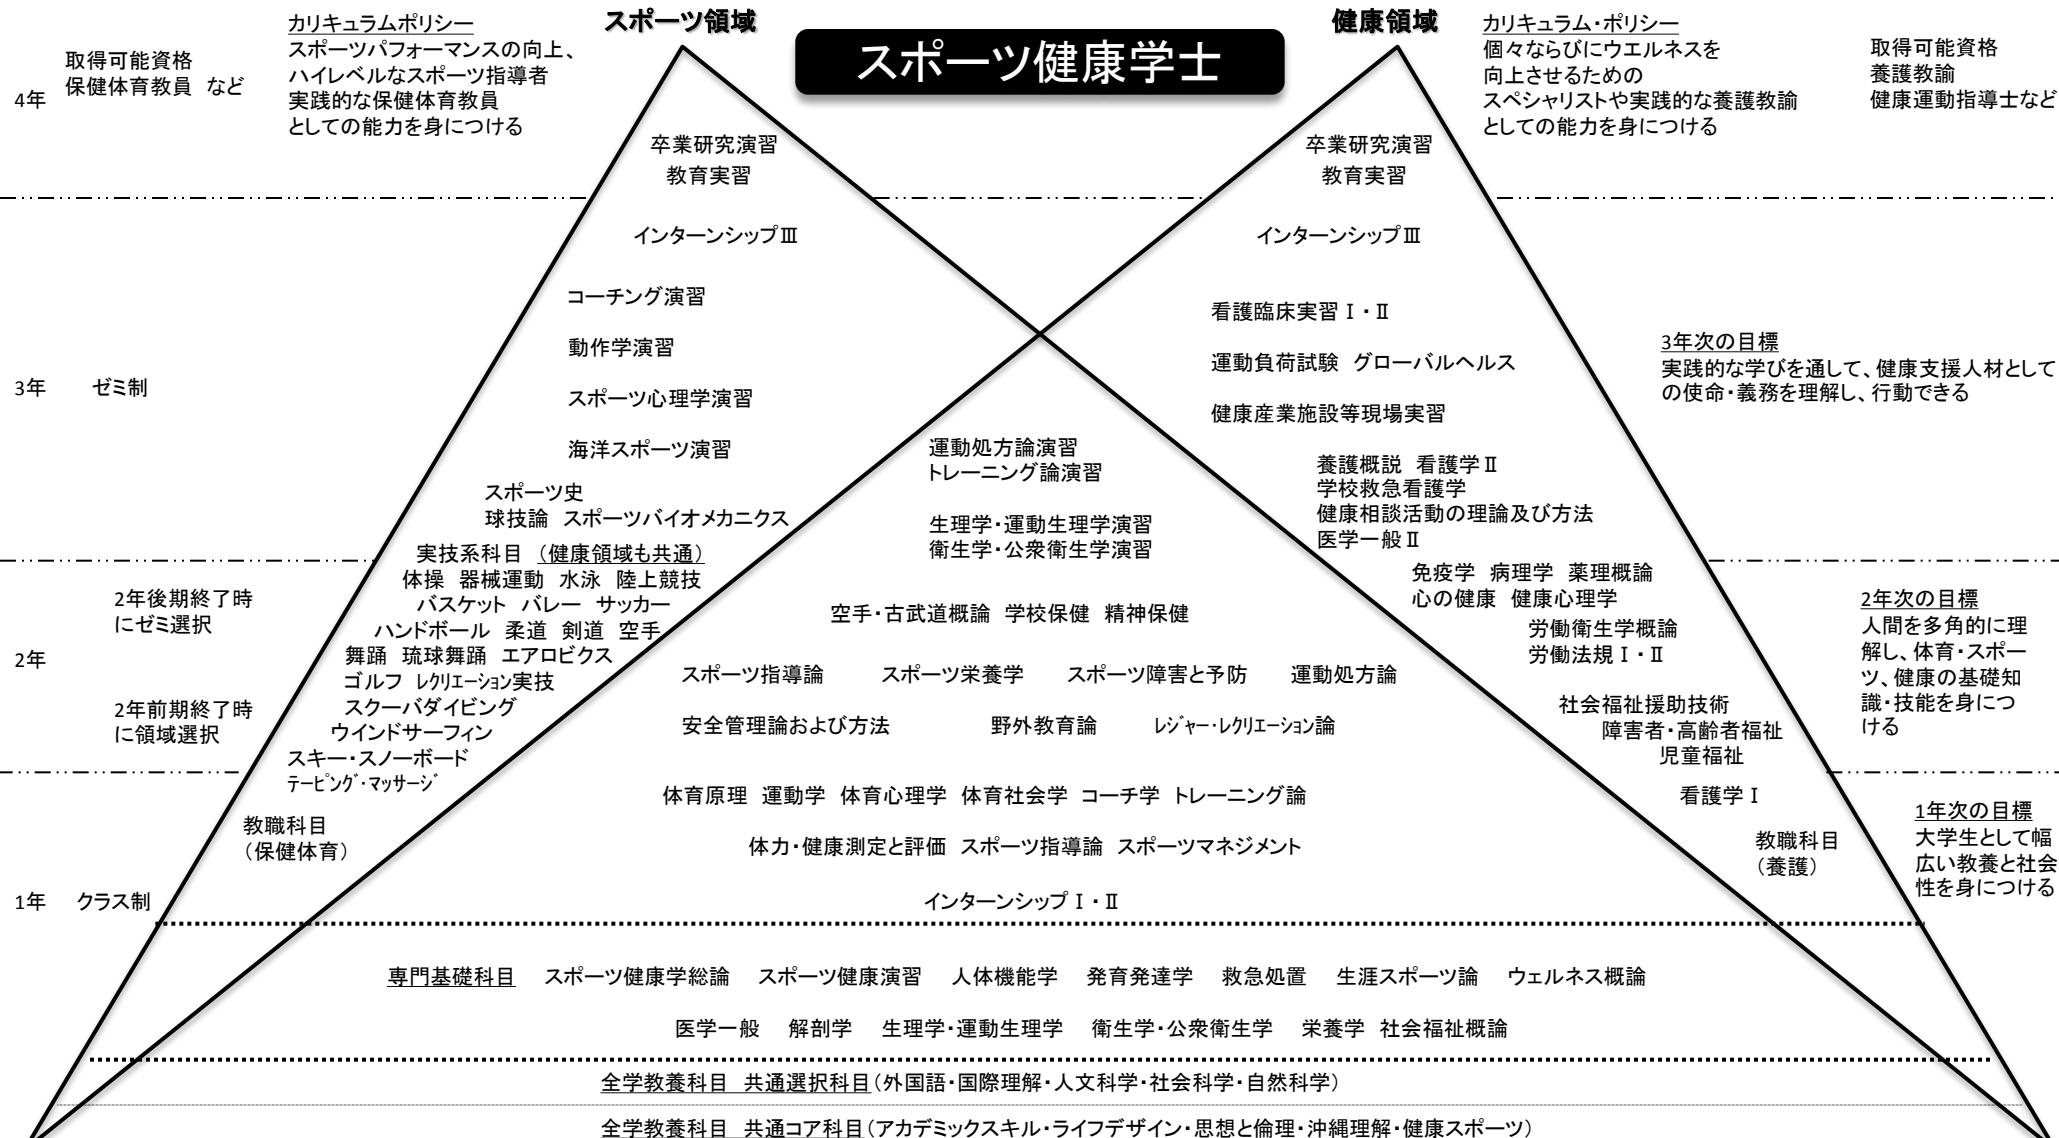 スポーツ領域
健康領域
スポーツ健康学士
4年
取得可能資格
保健体育教員 など
カリキュラムポリシー
スポーツパフォーマンスの向上、
ハイレベルなスポーツ指導者
実践的な保健体育教員
としての能力を身につける
カリキュラム・ポリシー
個々ならびにウエルネスを
向上させるための
スペシャリストや実践的な養護教諭
としての能力を身につける
取得可能資格
養護教諭
健康運動指導士など
卒業研究演習
教育実習
卒業研究演習
教育実習
インターンシップⅢ
インターンシップⅢ
3年 ゼミ制
コーチング演習
動作学演習
スポーツ心理学演習
海洋スポーツ演習
スポーツ史
球技論 スポーツバイオメカニクス
運動処方論演習
トレーニング論演習
生理学・運動生理学演習
衛生学・公衆衛生学演習
看護臨床実習Ⅰ・Ⅱ
運動負荷試験 グローバルヘルス
健康産業施設等現場実習
養護概説 看護学Ⅱ
学校救急看護学
健康相談活動の理論及び方法
医学一般Ⅱ
3年次の目標
実践的な学びを通して、健康支援人材として
の使命・義務を理解し、行動できる
2年
2年後期終了時
にゼミ選択
2年前期終了時
に領域選択
実技系科目 (健康領域も共通)
体操 器械運動 水泳 陸上競技
バスケット バレー サッカー
ハンドボール 柔道 剣道 空手
舞踊 琉球舞踊 エアロビクス
ゴルフ ﾚｸﾘｴｰｼｮﾝ実技
スクーバダイビング
ウインドサーフィン
スキー・スノーボード
ﾃｰﾋﾟﾝｸﾞ・ﾏｯｻｰｼﾞ
空手・古武道概論 学校保健 精神保健
スポーツ指導論 スポーツ栄養学 スポーツ障害と予防 運動処方論
安全管理論および方法 野外教育論 ﾚｼﾞｬｰ・ﾚｸﾘｴｰｼｮﾝ論
免疫学 病理学 薬理概論
心の健康 健康心理学
労働衛生学概論
労働法規Ⅰ・Ⅱ
社会福祉援助技術
障害者・高齢者福祉
児童福祉
2年次の目標
人間を多角的に理
解し、体育・スポー
ツ、健康の基礎知
識・技能を身につ
ける
1年 クラス制
教職科目
(保健体育)
体育原理 運動学 体育心理学 体育社会学 コーチ学 トレーニング論
体力・健康測定と評価 スポーツ指導論 スポーツマネジメント
インターンシップⅠ・Ⅱ
看護学Ⅰ
教職科目
(養護)
1年次の目標
大学生として幅
広い教養と社会
性を身につける
専門基礎科目 スポーツ健康学総論 スポーツ健康演習 人体機能学 発育発達学 救急処置 生涯スポーツ論 ウェルネス概論
医学一般 解剖学 生理学・運動生理学 衛生学・公衆衛生学 栄養学 社会福祉概論
全学教養科目 共通選択科目(外国語・国際理解・人文科学・社会科学・自然科学)
全学教養科目 共通コア科目(アカデミックスキル・ライフデザイン・思想と倫理・沖縄理解・健康スポーツ)